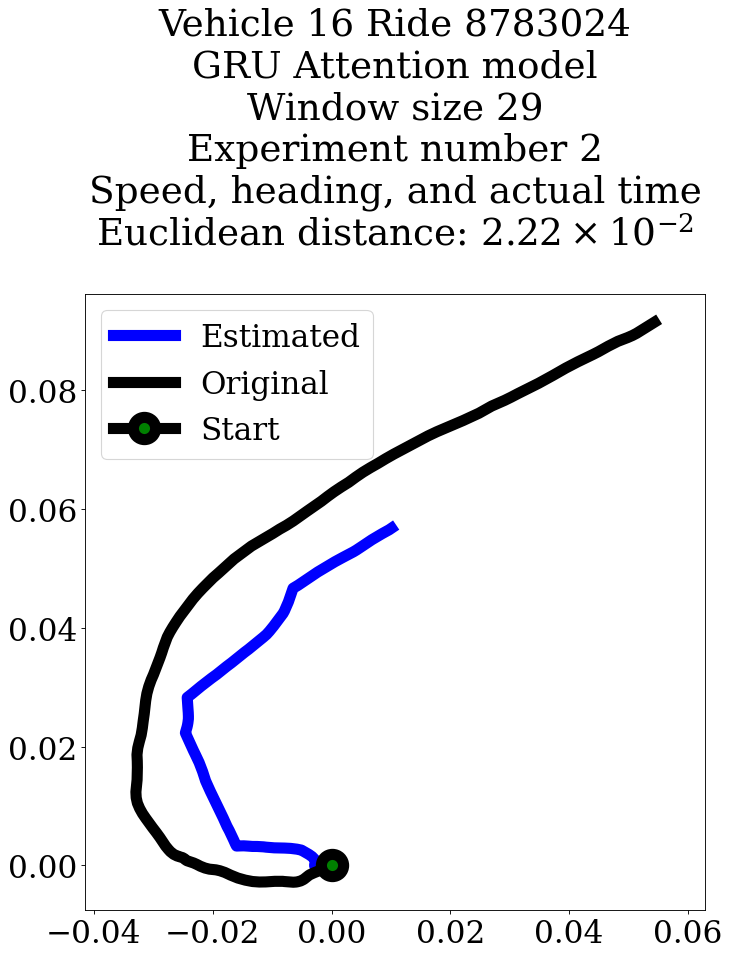 Vehicle 16 Ride 8783024
GRU Attention model
Window size 29
Experiment number 2
Speed, heading, and actual time
Euclidean distance: 2.22 × 10⁻²
Estimated
Original
Start
0.08
0.06
0.04
0.02
0.00
−0.04 −0.02 0.00 0.02 0.04 0.06